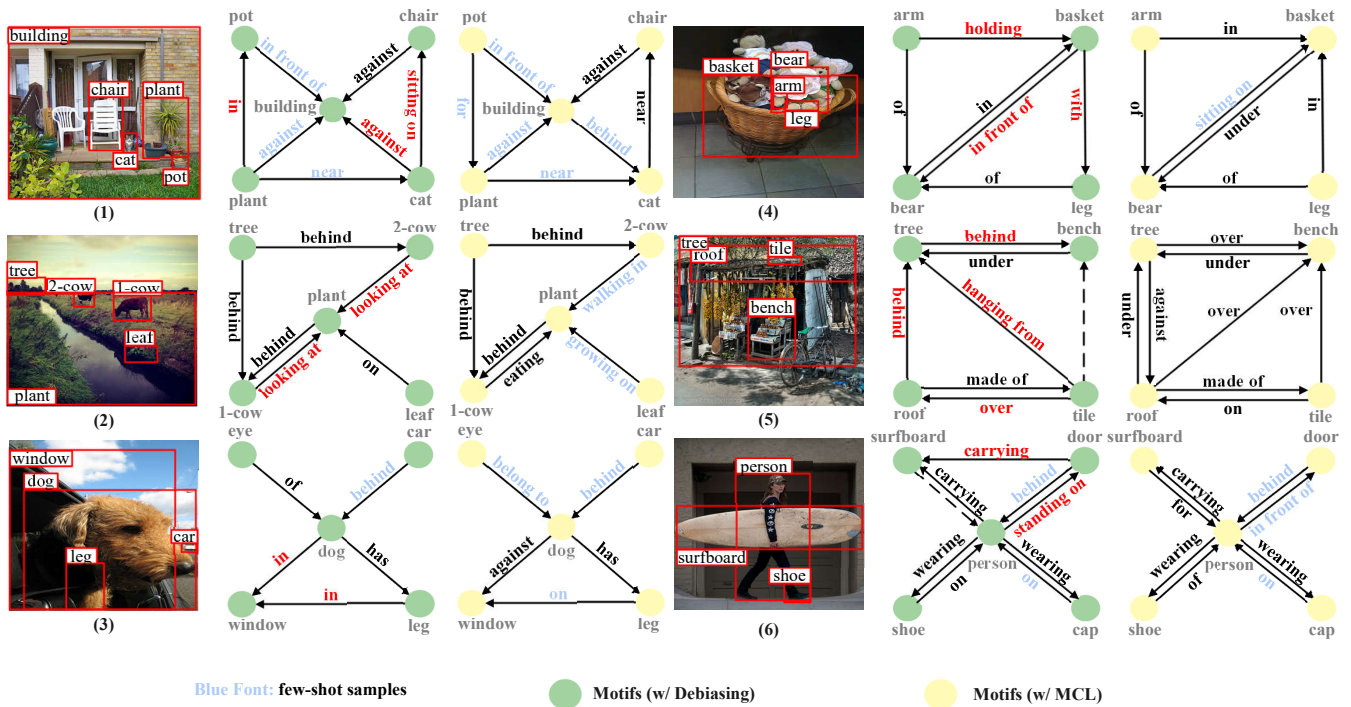 building
chair
plant
cat
pot
(1)
pot
chair
in front of
against
in
building
sitting on
against
against
near
plant
cat
pot
chair
in front of
against
for
building
near
against
behind
near
plant
cat
bear
basket
arm
leg
(4)
arm
basket
holding
of
in
in front of
with
of
bear
leg
arm
basket
in
of
sitting on
under
in
of
bear
leg
tree
2-cow
1-cow
leaf
plant
(2)
tree
2-cow
behind
behind
plant
looking at
behind
looking at
on
1-cow
leaf
tree
2-cow
behind
behind
plant
walking in
behind
eating
growing on
1-cow
leaf
tree
roof
tile
bench
(5)
tree
bench
behind
under
behind
hanging from
made of
over
roof
tile
tree
bench
over
under
under
against
over
over
made of
on
roof
tile
window
dog
car
leg
(3)
eye
car
of
behind
dog
in
has
in
window
leg
eye
car
belong to
behind
dog
against
has
on
window
leg
person
surfboard
shoe
(6)
surfboard
door
carrying
carrying
behind
standing on
person
wearing
on
wearing
on
shoe
cap
surfboard
door
carrying
for
behind
in front of
person
wearing
of
wearing
on
shoe
cap
Blue Font: few-shot samples
Motifs (w/ Debiasing)
Motifs (w/ MCL)